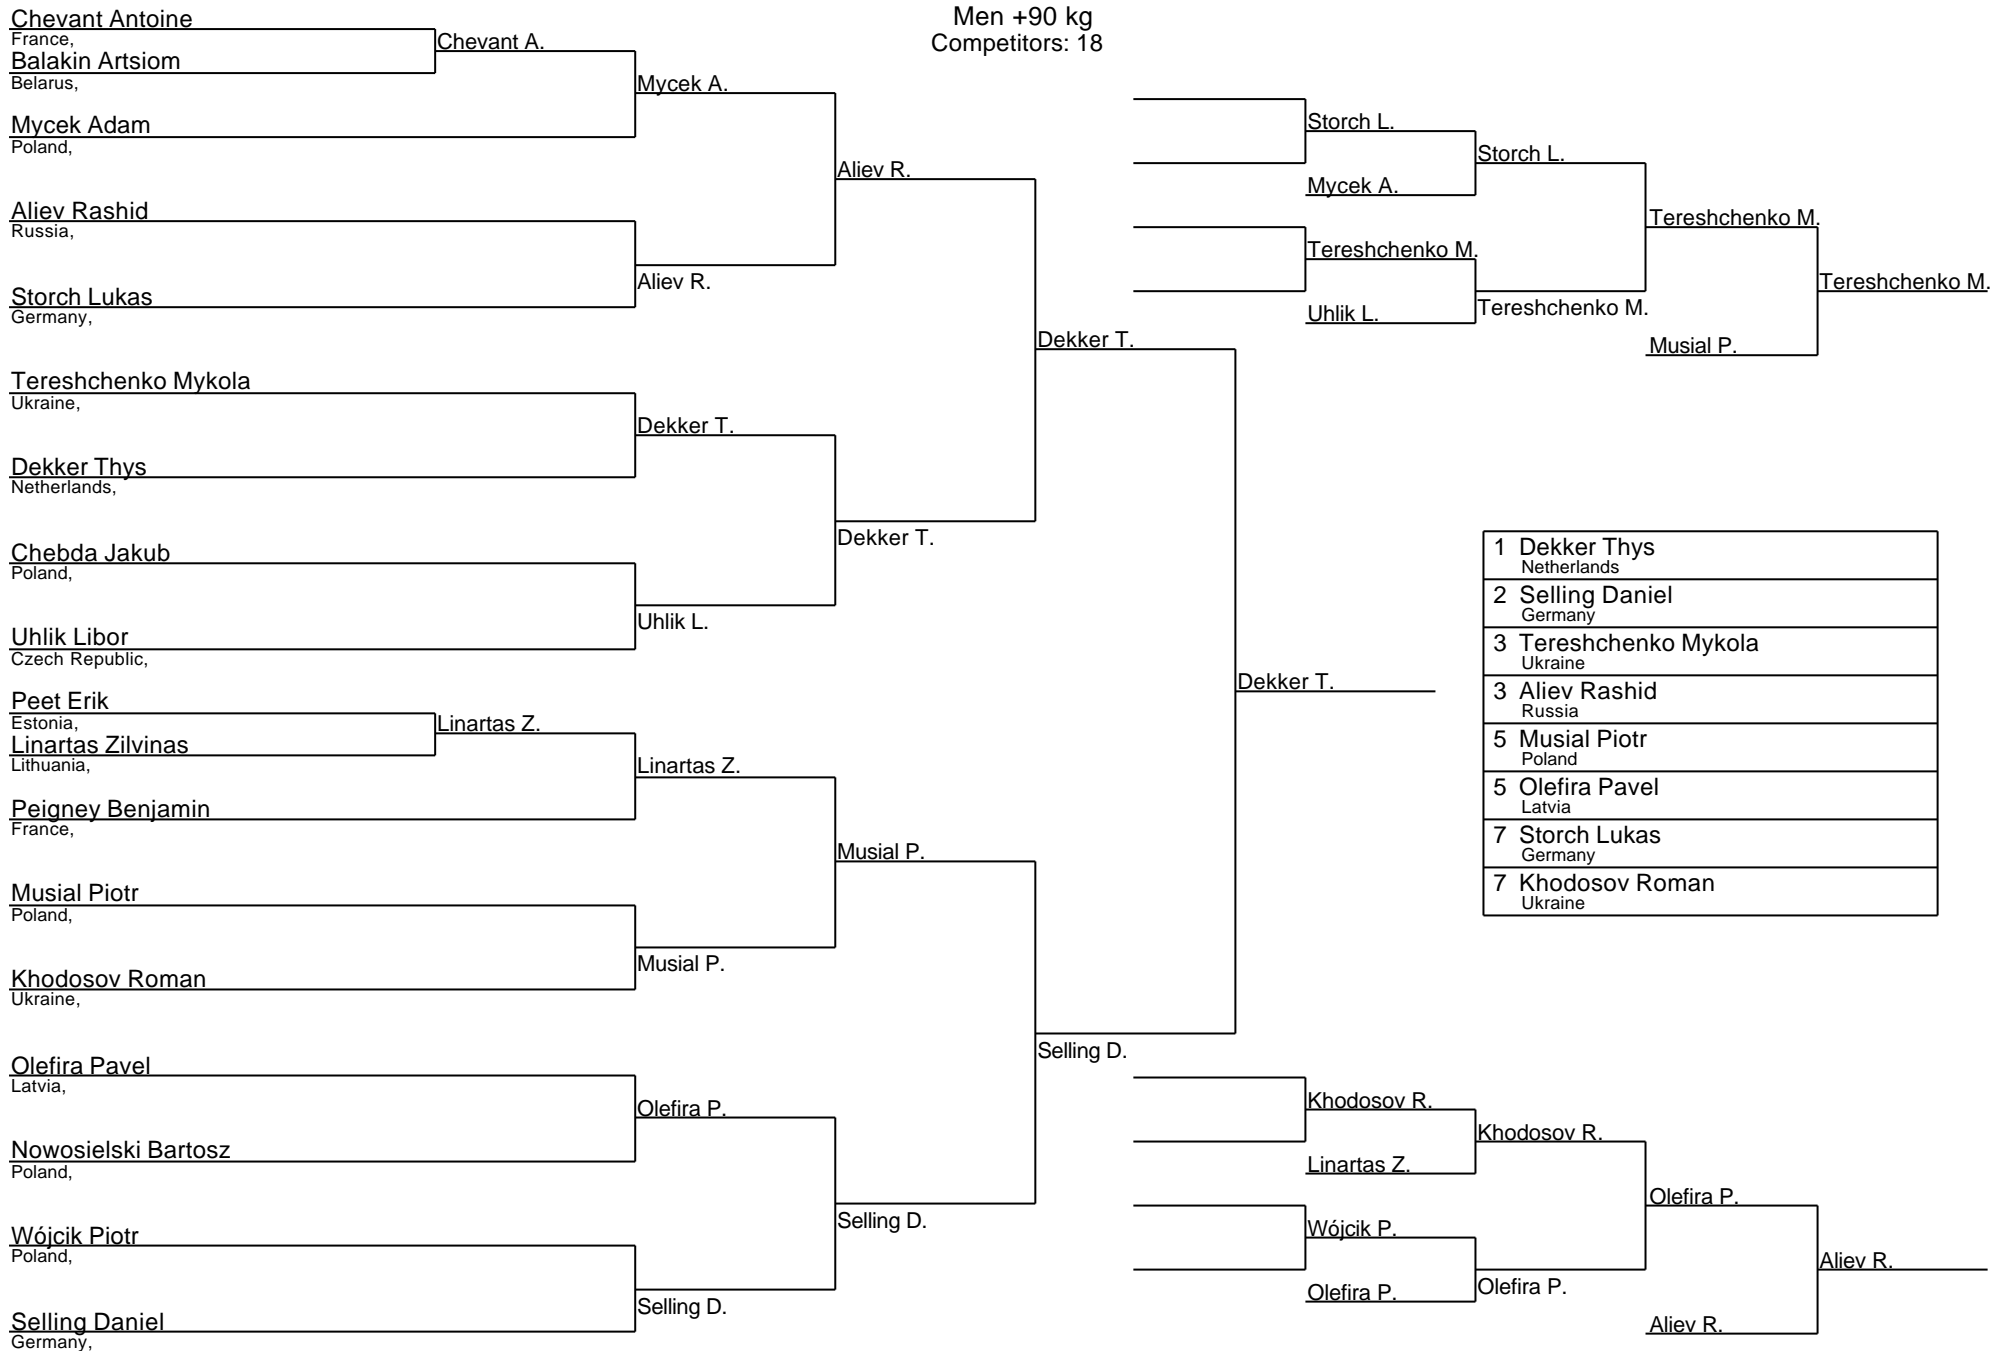 Men +90 kg
Competitors: 18
Chevant Antoine
France,
Balakin Artsiom
Belarus,
Mycek Adam
Poland,
Aliev Rashid
Russia,
Storch Lukas
Germany,
Tereshchenko Mykola
Ukraine,
Dekker Thys
Netherlands,
Chebda Jakub
Poland,
Uhlik Libor
Czech Republic,
Peet Erik
Estonia,
Linartas Zilvinas
Lithuania,
Peigney Benjamin
France,
Musial Piotr
Poland,
Khodosov Roman
Ukraine,
Olefira Pavel
Latvia,
Nowosielski Bartosz
Poland,
Wójcik Piotr
Poland,
Selling Daniel
Germany,
Chevant A.
Linartas Z.
Mycek A.
Aliev R.
Dekker T.
Uhlik L.
Linartas Z.
Musial P.
Olefira P.
Selling D.
Aliev R.
Dekker T.
Musial P.
Selling D.
Dekker T.
Selling D.
Dekker T.
Storch L.
Mycek A.
Tereshchenko M.
Uhlik L.
Storch L.
Tereshchenko M.
Tereshchenko M.
Musial P.
Tereshchenko M.
1 Dekker Thys
Netherlands
2 Selling Daniel
Germany
3 Tereshchenko Mykola
Ukraine
3 Aliev Rashid
Russia
5 Musial Piotr
Poland
5 Olefira Pavel
Latvia
7 Storch Lukas
Germany
7 Khodosov Roman
Ukraine
Khodosov R.
Linartas Z.
Wójcik P.
Olefira P.
Khodosov R.
Olefira P.
Olefira P.
Aliev R.
Aliev R.